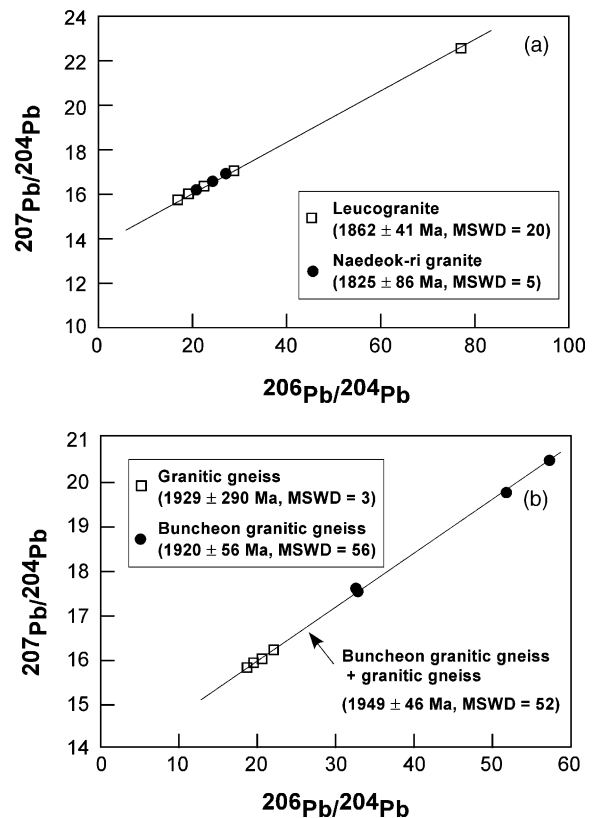 (a)
24
22
20
18
16
14
12
10
207Pb/204Pb
Leucogranite
(1862 ± 41 Ma, MSWD = 20)
Naedeok-ri granite
(1825 ± 86 Ma, MSWD = 5)
0 20 40 60 80 100
206Pb/204Pb
(b)
21
20
19
18
17
16
15
14
207Pb/204Pb
Granitic gneiss
(1929 ± 290 Ma, MSWD = 3)
Buncheon granitic gneiss
(1920 ± 56 Ma, MSWD = 56)
Buncheon granitic gneiss
+ granitic gneiss
(1949 ± 46 Ma, MSWD = 52)
0 10 20 30 40 50 60
206Pb/204Pb